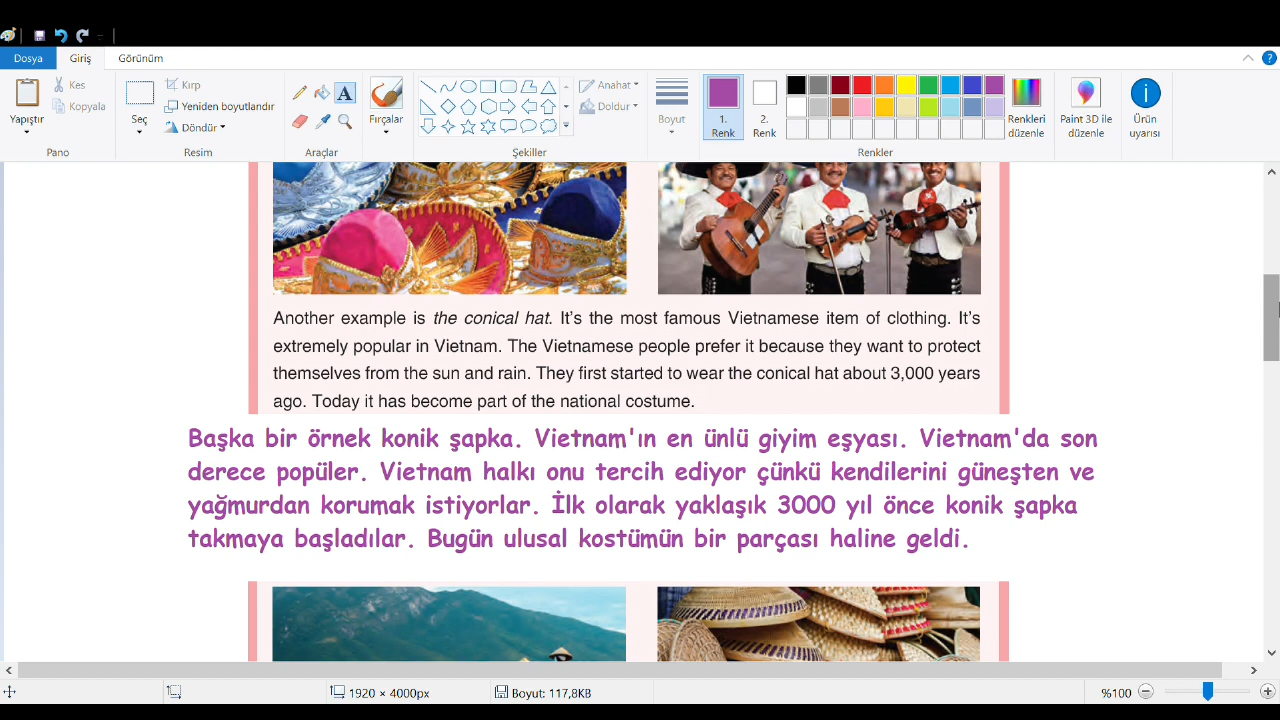 Dosya Giriş Görünüm
Yapıştır
Kes
Kopyala
Pano
Seç
Kırp
Yeniden boyutlandır
Döndür
Resim
A
Araçlar
Fırçalar
Şekiller
Anahat
Doldur
Boyut
1.
Renk
2.
Renk
Renkler
Renkleri
düzenle
Paint 3D ile
düzenle
Ürün
uyarısı
Another example is the conical hat. It’s the most famous Vietnamese item of clothing. It’s
extremely popular in Vietnam. The Vietnamese people prefer it because they want to protect
themselves from the sun and rain. They first started to wear the conical hat about 3,000 years
ago. Today it has become part of the national costume.
Başka bir örnek konik şapka. Vietnam'ın en ünlü giyim eşyası. Vietnam'da son
derece popüler. Vietnam halkı onu tercih ediyor çünkü kendilerini güneşten ve
yağmurdan korumak istiyorlar. İlk olarak yaklaşık 3000 yıl önce konik şapka
takmaya başladılar. Bugün ulusal kostümün bir parçası haline geldi.
1920 × 4000px
Boyut: 117,8KB
%100